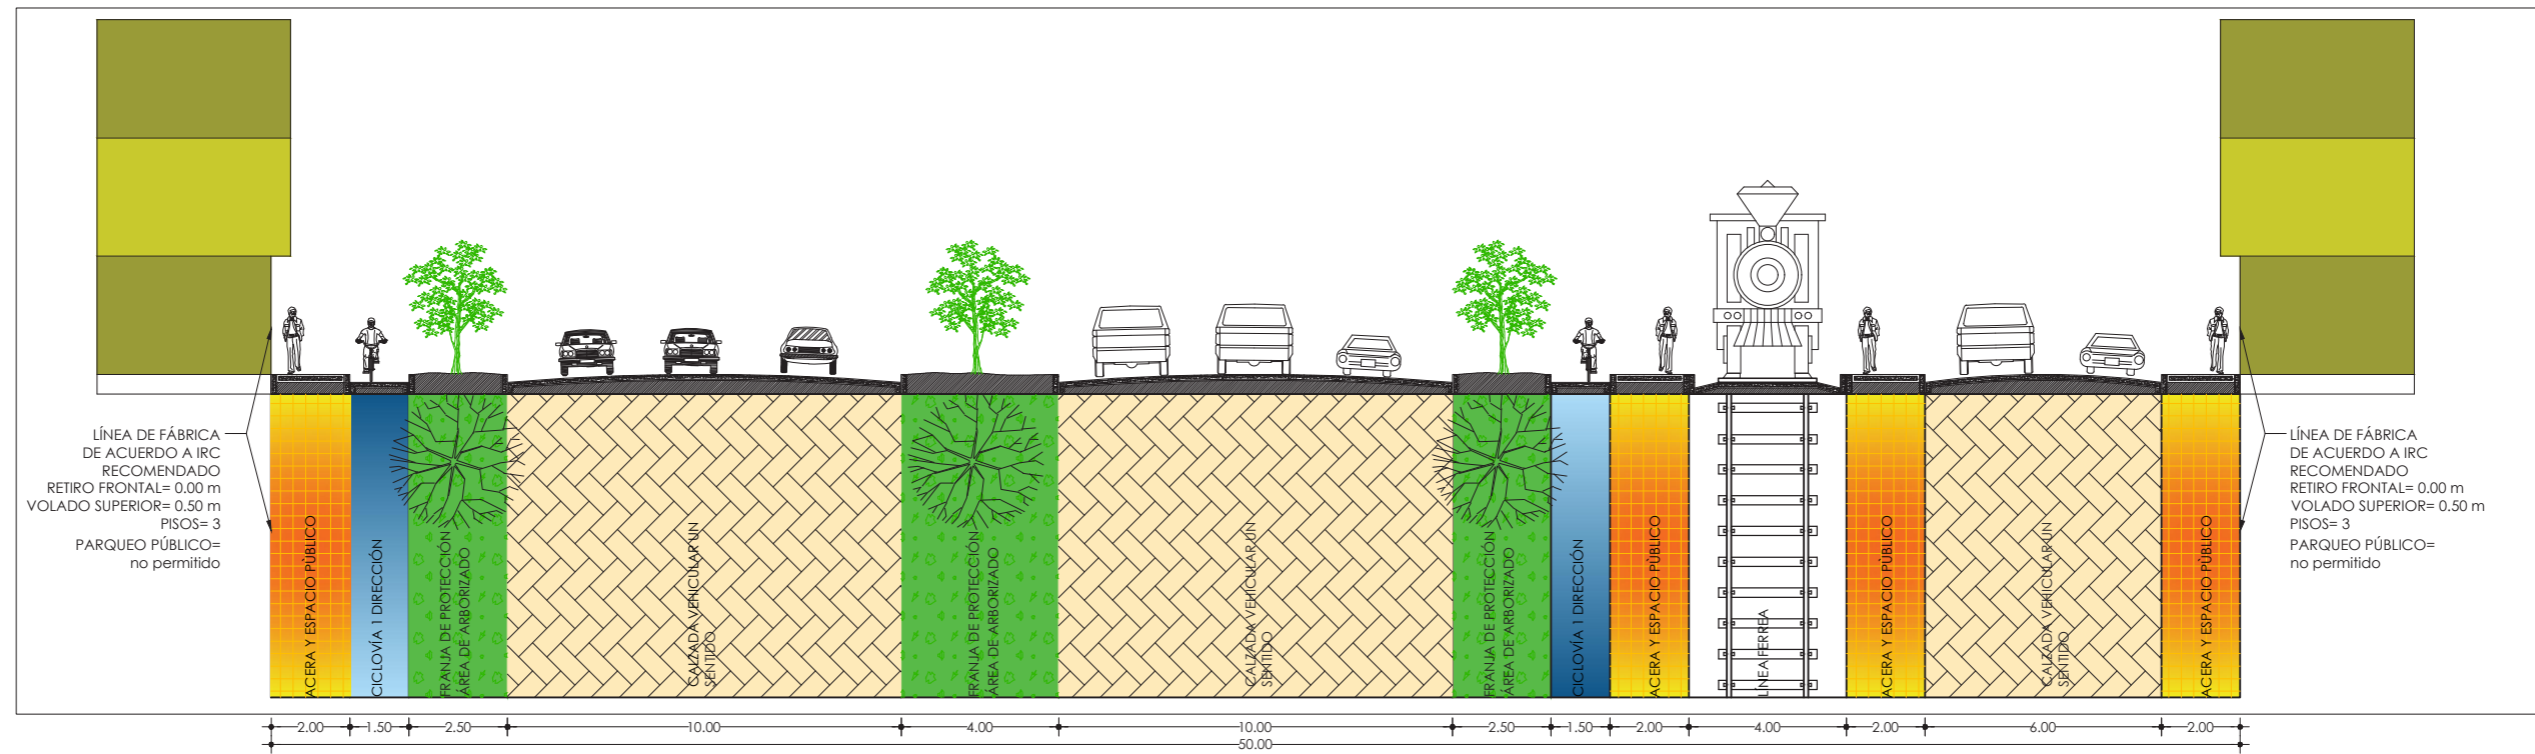 LÍNEA DE FÁBRICA
DE ACUERDO A IRC
RECOMENDADO
RETIRO FRONTAL= 0.00 m
VOLADO SUPERIOR= 0.50 m
PISOS= 3
PARQUEO PÚBLICO=
no permitido
ACERA Y ESPACIO PÙBLICO
CICLOVÍA 1 DIRECCIÓN
FRANJA DE PROTECCIÓN
ÁREA DE ARBORIZADO
CALZADA VEHICULAR UN
SENTIDO
FRANJA DE PROTECCIÓN
ÁREA DE ARBORIZADO
CALZADA VEHICULAR UN
SENTIDO
FRANJA DE PROTECCIÓN
ÁREA DE ARBORIZADO
CICLOVÍA 1 DIRECCIÓN
ACERA Y ESPACIO PÙBLICO
LÍNEA FERREA
ACERA Y ESPACIO PÙBLICO
CALZADA VEHICULAR UN
SENTIDO
ACERA Y ESPACIO PÙBLICO
LÍNEA DE FÁBRICA
DE ACUERDO A IRC
RECOMENDADO
RETIRO FRONTAL= 0.00 m
VOLADO SUPERIOR= 0.50 m
PISOS= 3
PARQUEO PÚBLICO=
no permitido
2.00 1.50 2.50 10.00 4.00 10.00 2.50 1.50 2.00 4.00 2.00 6.00 2.00
50.00